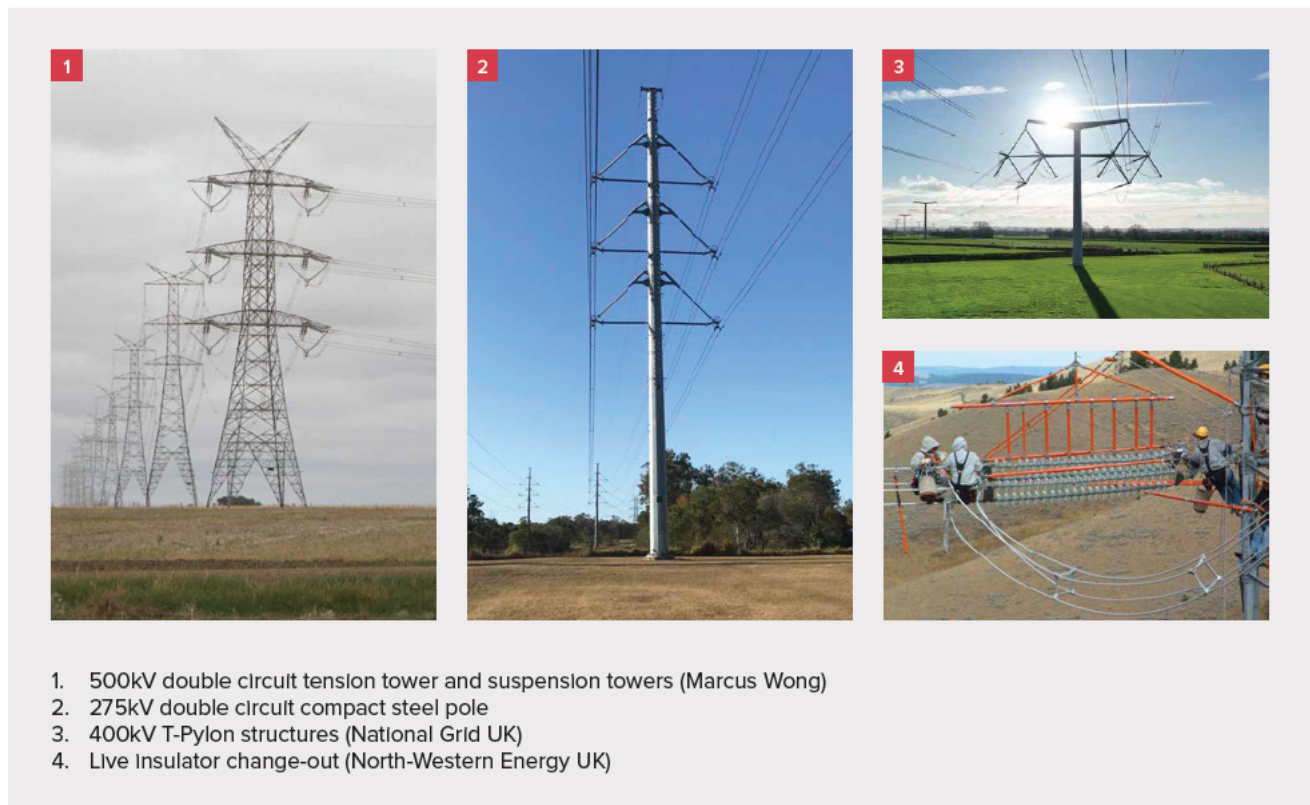 1
2
3
4
1. 500kV double circuit tension tower and suspension towers (Marcus Wong)
2. 275kV double circuit compact steel pole
3. 400kV T-Pylon structures (National Grid UK)
4. Live insulator change-out (North-Western Energy UK)